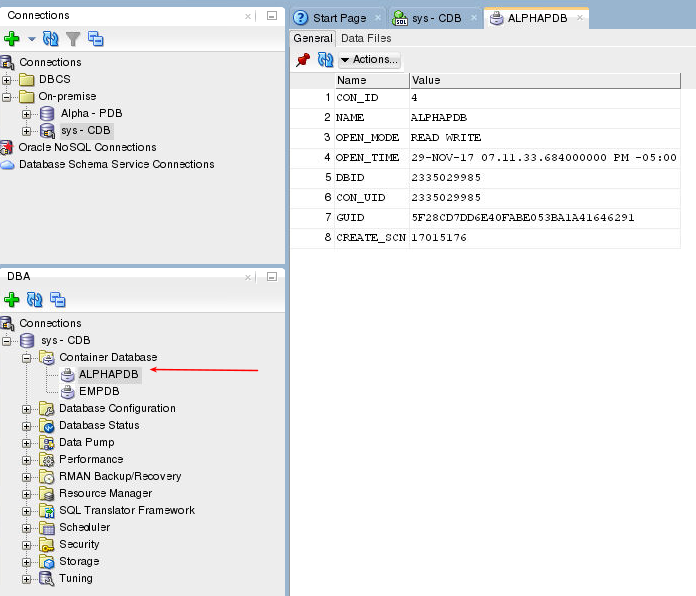 Connections
Connections
DBCS
On-premise
Alpha - PDB
sys - CDB
Oracle NoSQL Connections
Database Schema Service Connections
DBA
Connections
sys - CDB
Container Database
ALPHAPDB
EMPDB
Database Configuration
Database Status
Data Pump
Performance
RMAN Backup/Recovery
Resource Manager
SQL Translator Framework
Scheduler
Security
Storage
Tuning
Start Page sys - CDB ALPHAPDB
General Data Files
Actions...
Name Value
1 CON_ID 4
2 NAME ALPHAPDB
3 OPEN_MODE READ WRITE
4 OPEN_TIME 29-NOV-17 07.11.33.684000000 PM -05:00
5 DBID 2335029985
6 CON_UID 2335029985
7 GUID 5F28CD7DD6E40FABE053BA1A41646291
8 CREATE_SCN 17015176